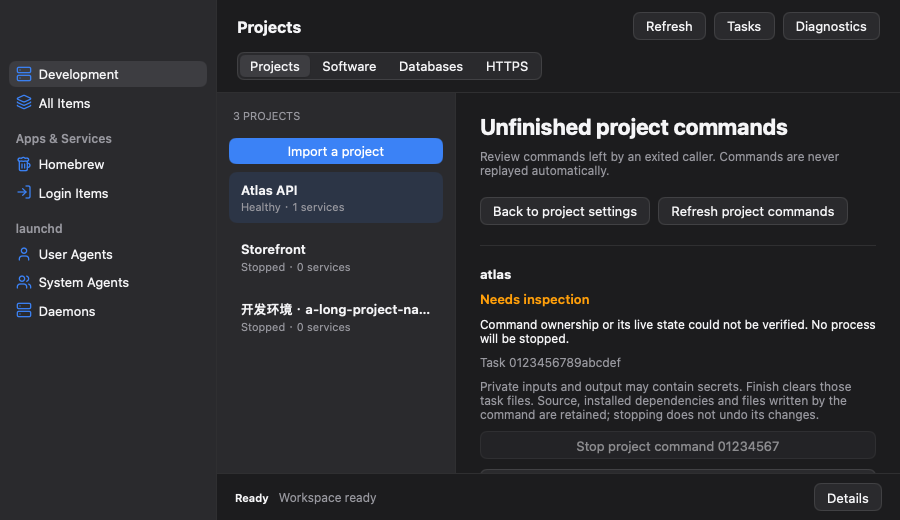 Development
All Items
Apps & Services
Homebrew
Login Items
launchd
User Agents
System Agents
Daemons
Projects
Refresh
Tasks
Diagnostics
Projects
Software
Databases
HTTPS
3 PROJECTS
Import a project
Atlas API
Healthy · 1 services
Storefront
Stopped · 0 services
开发环境 · a-long-project-na...
Stopped · 0 services
Unfinished project commands
Review commands left by an exited caller. Commands are never
replayed automatically.
Back to project settings
Refresh project commands
atlas
Needs inspection
Command ownership or its live state could not be verified. No process
will be stopped.
Task 0123456789abcdef
Private inputs and output may contain secrets. Finish clears those
task files. Source, installed dependencies and files written by the
command are retained; stopping does not undo its changes.
Stop project command 01234567
Ready
Workspace ready
Details